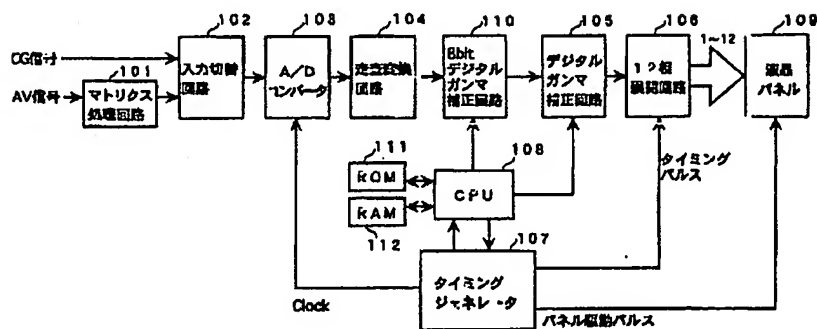 102
103
104
110
105
106
109
CG信号
AV信号
101
マトリクス
処理回路
入力切替
回路
A/D
コンバータ
走査変換
回路
8bit
デジタル
ガンマ
補正回路
デジタル
ガンマ
補正回路
12相
展開回路
1~12
液晶
パネル
111
ROM
RAM
112
108
CPU
タイミング
パルス
107
タイミング
ジェネレータ
Clock
パネル駆動パルス